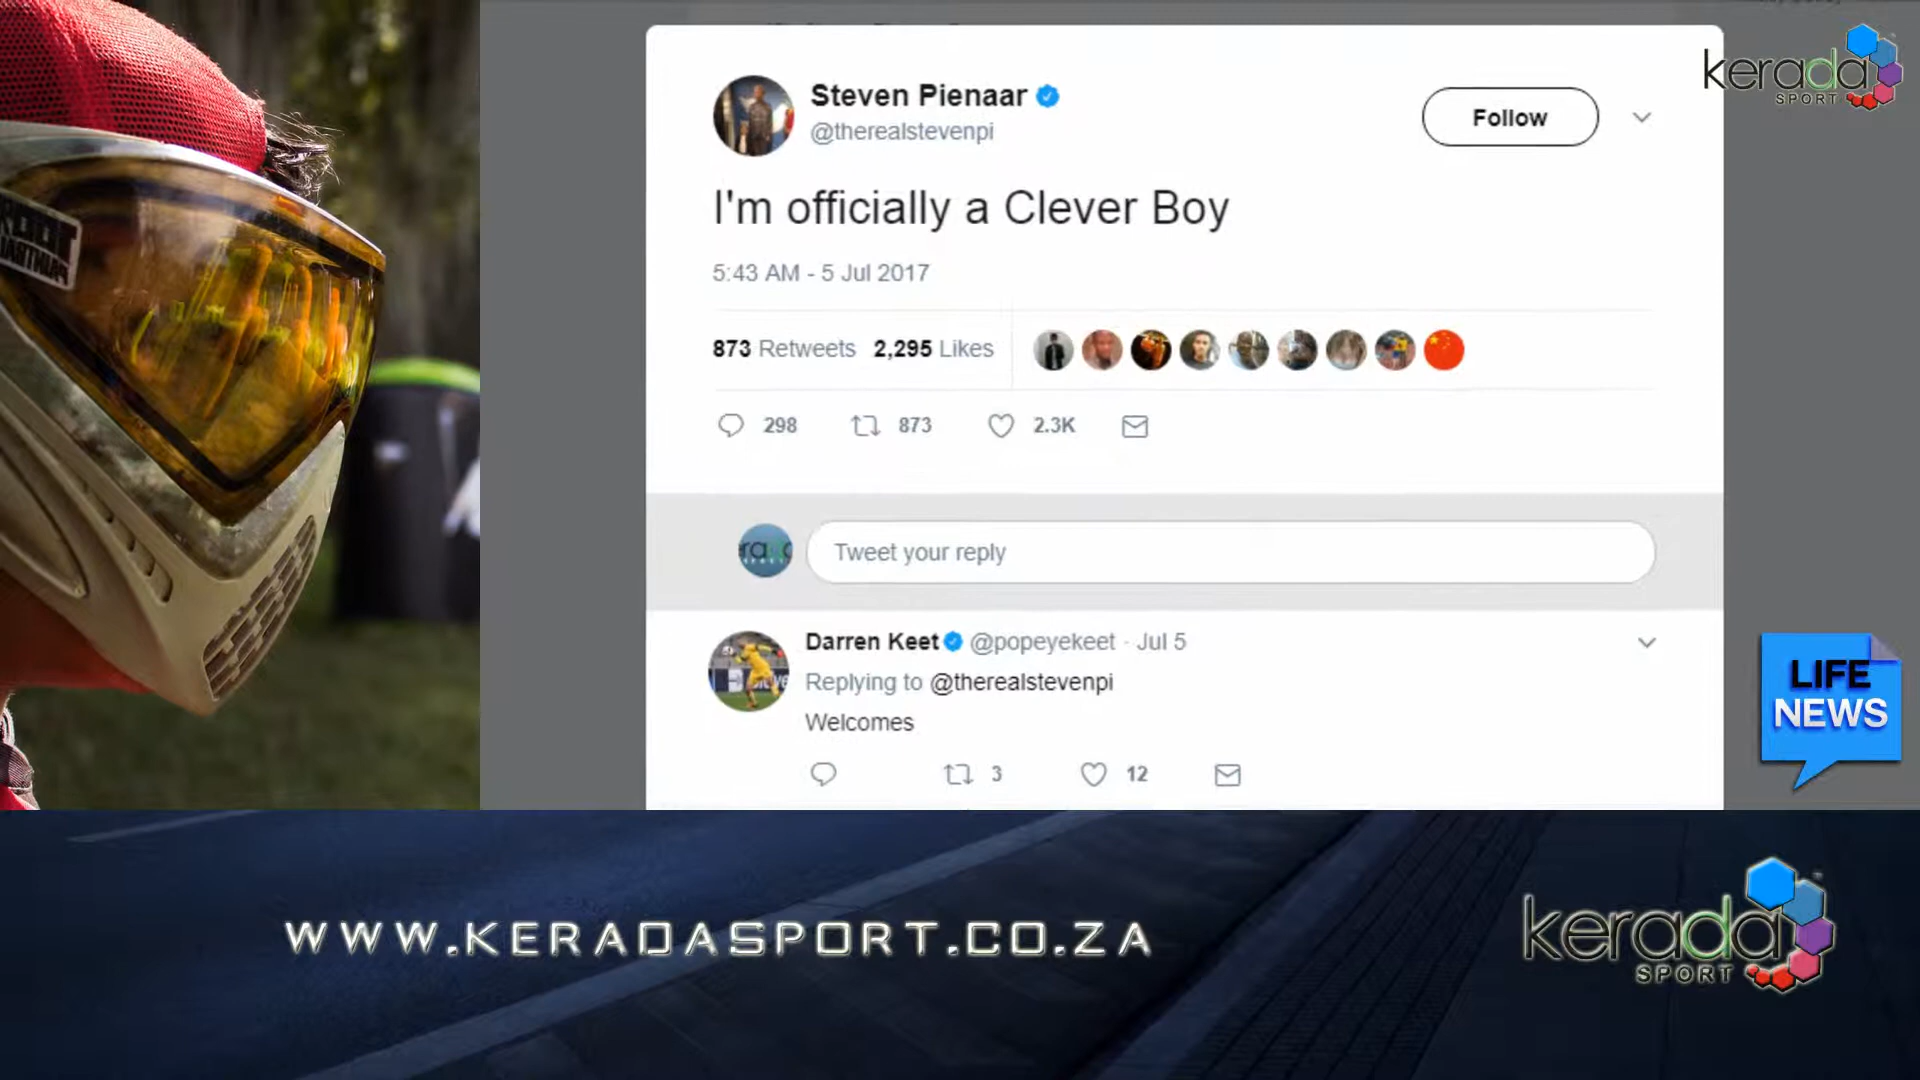 kerada
SPORT
Steven Pienaar
@therealstevenpi
Follow
I'm officially a Clever Boy
5:43 AM - 5 Jul 2017
873 Retweets 2,295 Likes
298 873 2.3K
Tweet your reply
Darren Keet @popeyekeet · Jul 5
Replying to @therealstevenpi
Welcomes
3 12
LIFE
NEWS
WWW.KERADASPORT.CO.ZA
kerada
SPORT